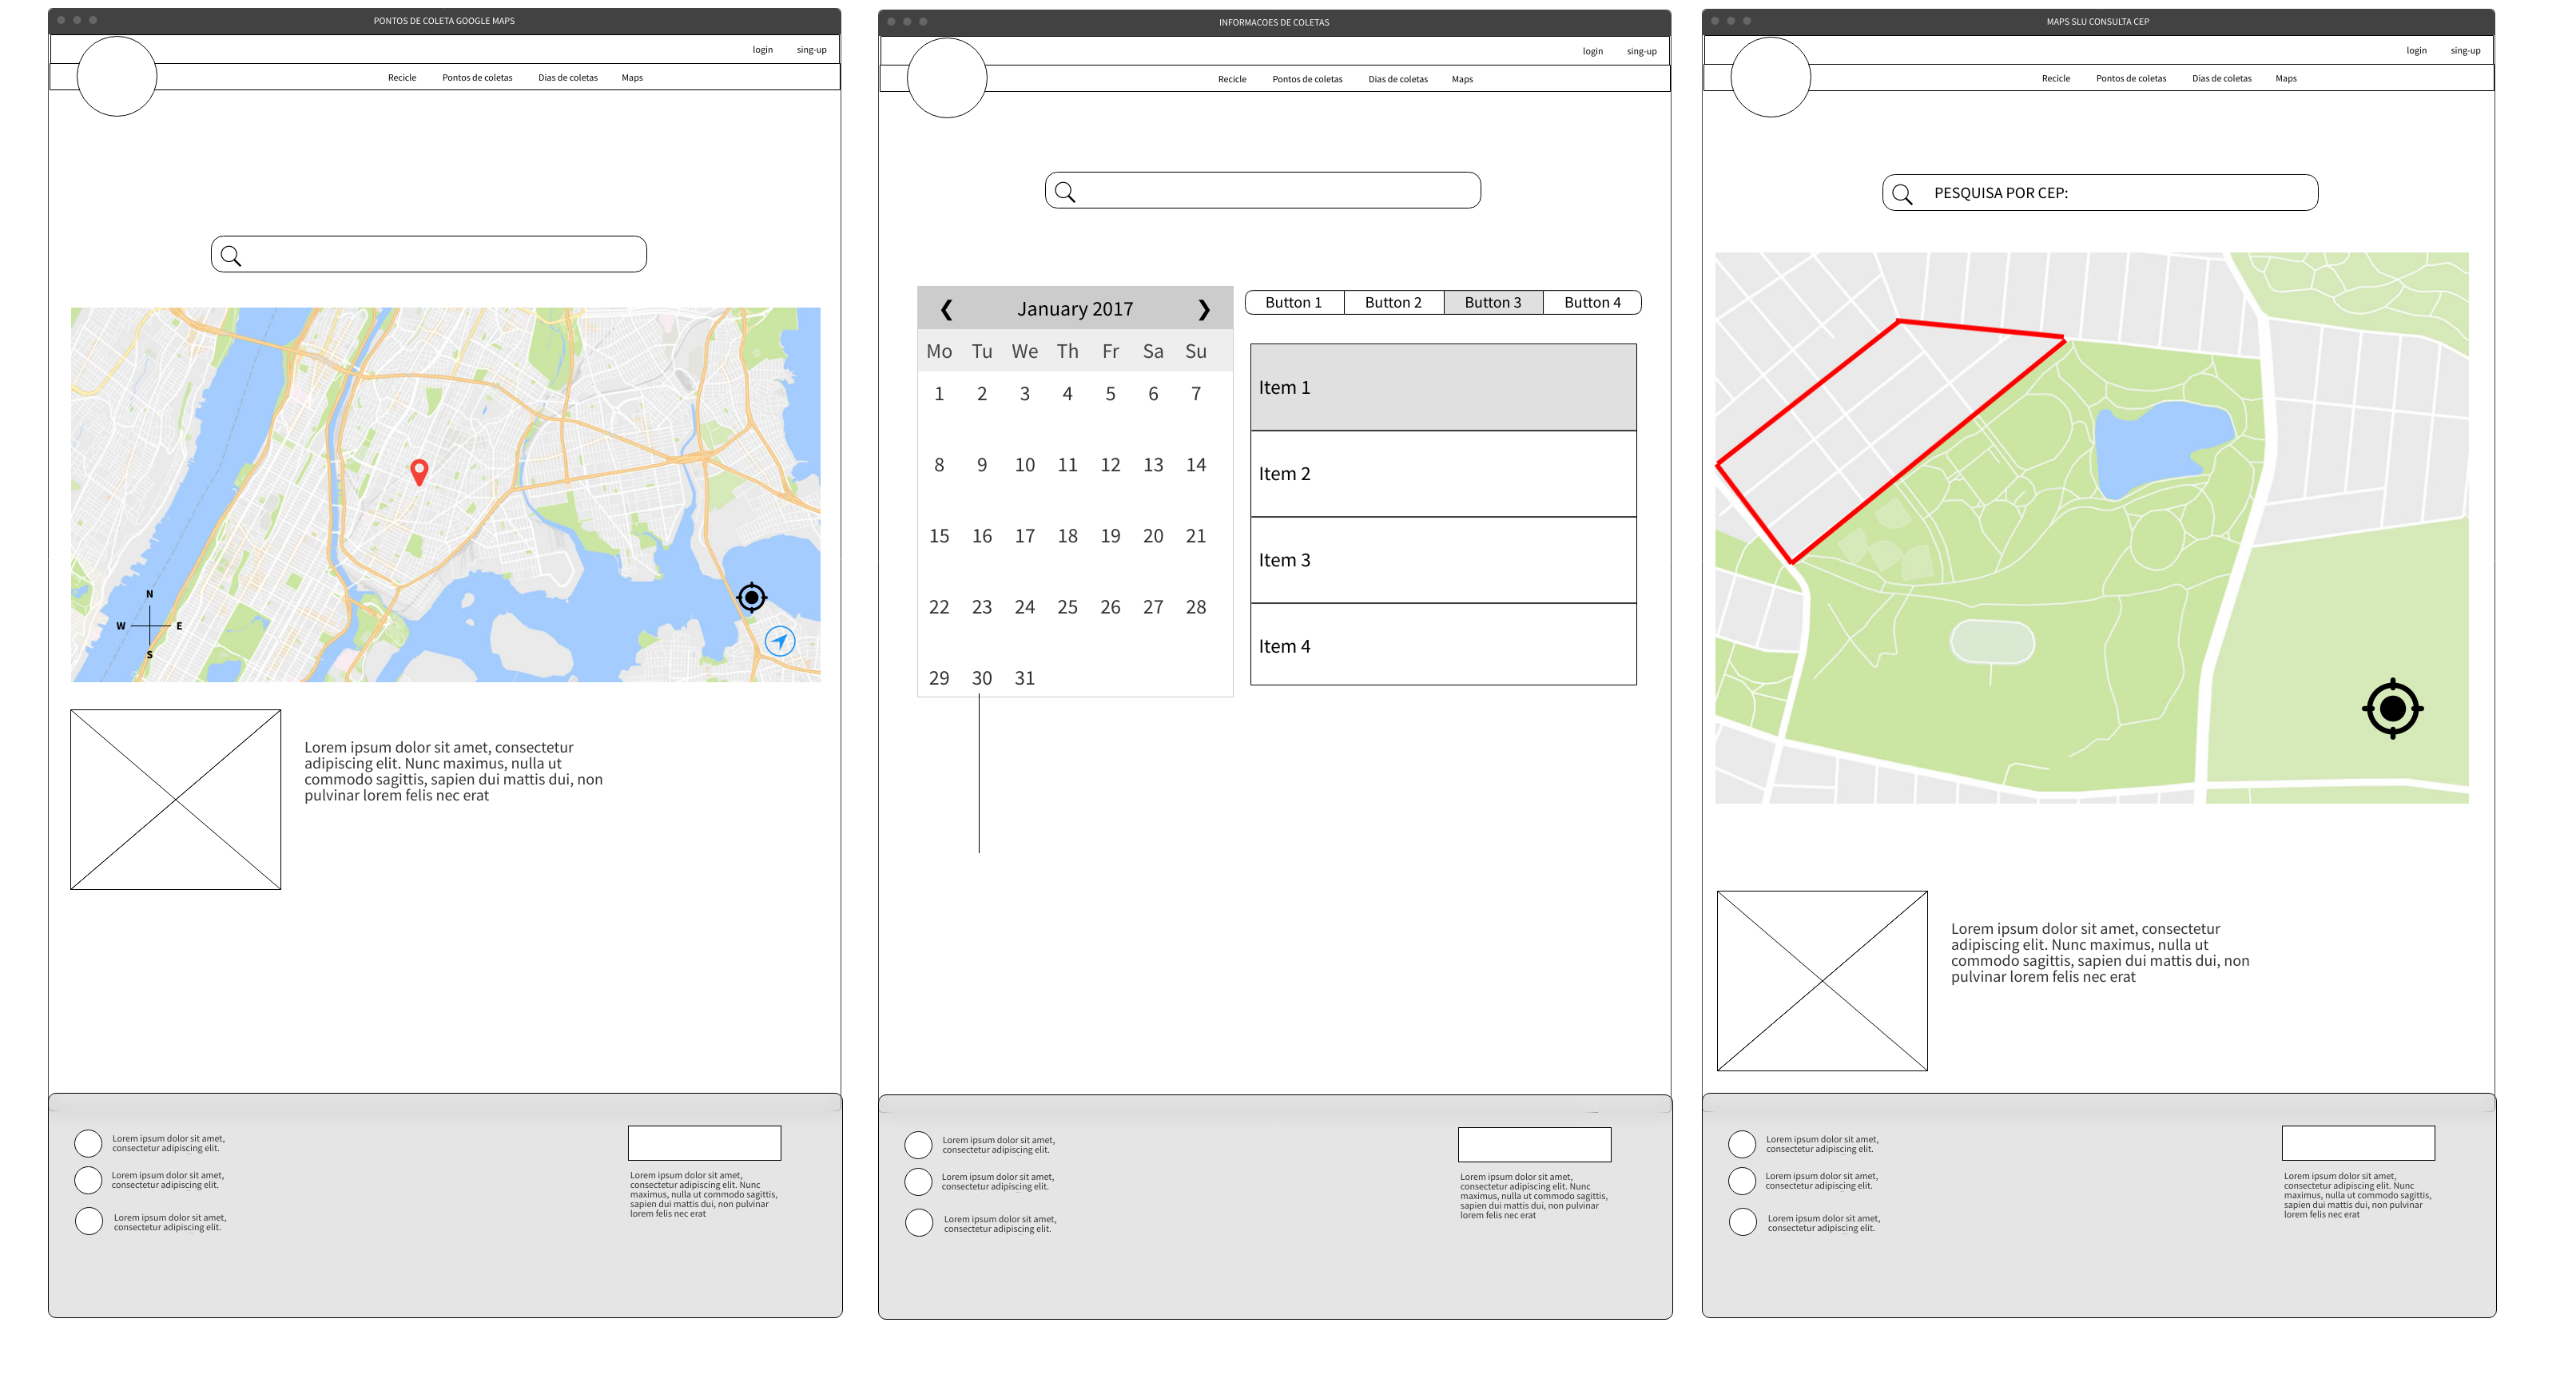 PONTOS DE COLETA GOOGLE MAPS
login sing-up
Recicle Pontos de coletas Dias de coletas Maps
N
W E
S
Lorem ipsum dolor sit amet, consectetur
adipiscing elit. Nunc maximus, nulla ut
commodo sagittis, sapien dui mattis dui, non
pulvinar lorem felis nec erat
Lorem ipsum dolor sit amet,
consectetur adipiscing elit.
Lorem ipsum dolor sit amet,
consectetur adipiscing elit.
Lorem ipsum dolor sit amet,
consectetur adipiscing elit.
Lorem ipsum dolor sit amet,
consectetur adipiscing elit. Nunc
maximus, nulla ut commodo sagittis,
sapien dui mattis dui, non pulvinar
lorem felis nec erat
INFORMACOES DE COLETAS
login sing-up
Recicle Pontos de coletas Dias de coletas Maps
❮ January 2017 ❯
Mo Tu We Th Fr Sa Su
1 2 3 4 5 6 7
8 9 10 11 12 13 14
15 16 17 18 19 20 21
22 23 24 25 26 27 28
29 30 31
Button 1 Button 2 Button 3 Button 4
Item 1
Item 2
Item 3
Item 4
Lorem ipsum dolor sit amet,
consectetur adipiscing elit.
Lorem ipsum dolor sit amet,
consectetur adipiscing elit.
Lorem ipsum dolor sit amet,
consectetur adipiscing elit.
Lorem ipsum dolor sit amet,
consectetur adipiscing elit. Nunc
maximus, nulla ut commodo sagittis,
sapien dui mattis dui, non pulvinar
lorem felis nec erat
MAPS SLU CONSULTA CEP
login sing-up
Recicle Pontos de coletas Dias de coletas Maps
PESQUISA POR CEP:
Lorem ipsum dolor sit amet, consectetur
adipiscing elit. Nunc maximus, nulla ut
commodo sagittis, sapien dui mattis dui, non
pulvinar lorem felis nec erat
Lorem ipsum dolor sit amet,
consectetur adipiscing elit.
Lorem ipsum dolor sit amet,
consectetur adipiscing elit.
Lorem ipsum dolor sit amet,
consectetur adipiscing elit.
Lorem ipsum dolor sit amet,
consectetur adipiscing elit. Nunc
maximus, nulla ut commodo sagittis,
sapien dui mattis dui, non pulvinar
lorem felis nec erat